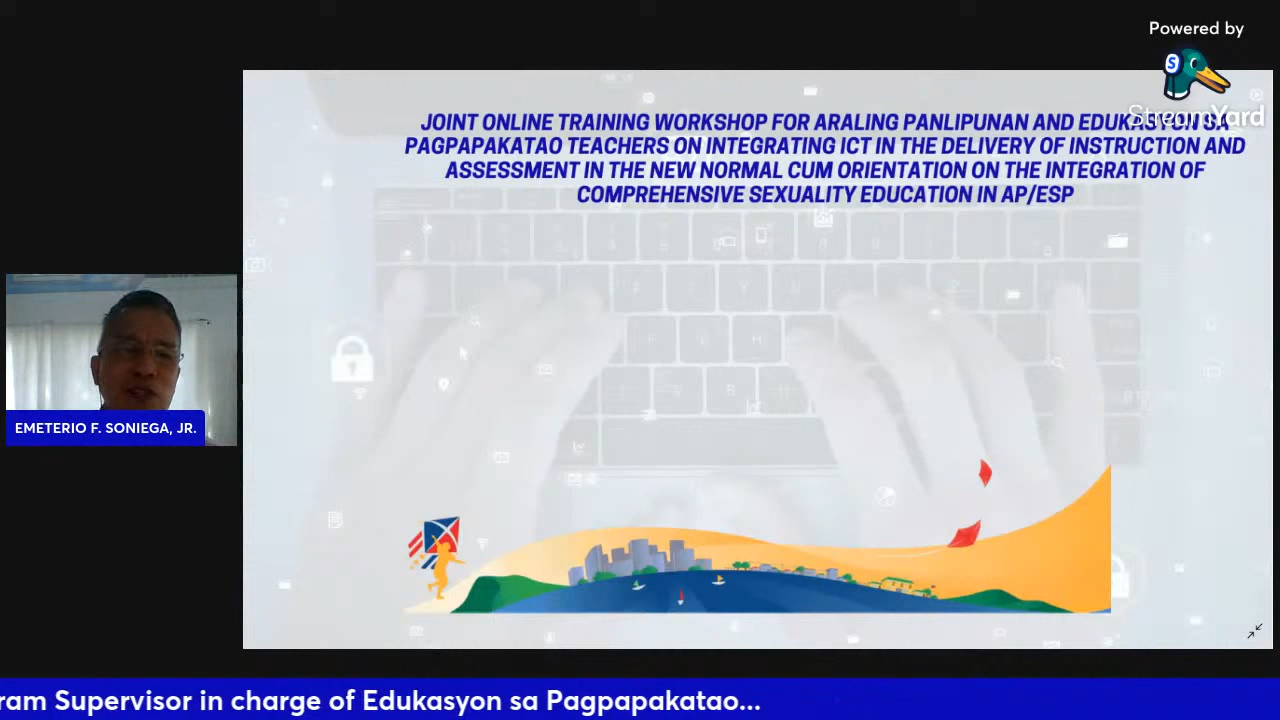 Powered by
StreamYard
JOINT ONLINE TRAINING WORKSHOP FOR ARALING PANLIPUNAN AND EDUKASYON SA
PAGPAPAKATAO TEACHERS ON INTEGRATING ICT IN THE DELIVERY OF INSTRUCTION AND
ASSESSMENT IN THE NEW NORMAL CUM ORIENTATION ON THE INTEGRATION OF
COMPREHENSIVE SEXUALITY EDUCATION IN AP/ESP
EMETERIO F. SONIEGA, JR.
ram Supervisor in charge of Edukasyon sa Pagpapakatao...